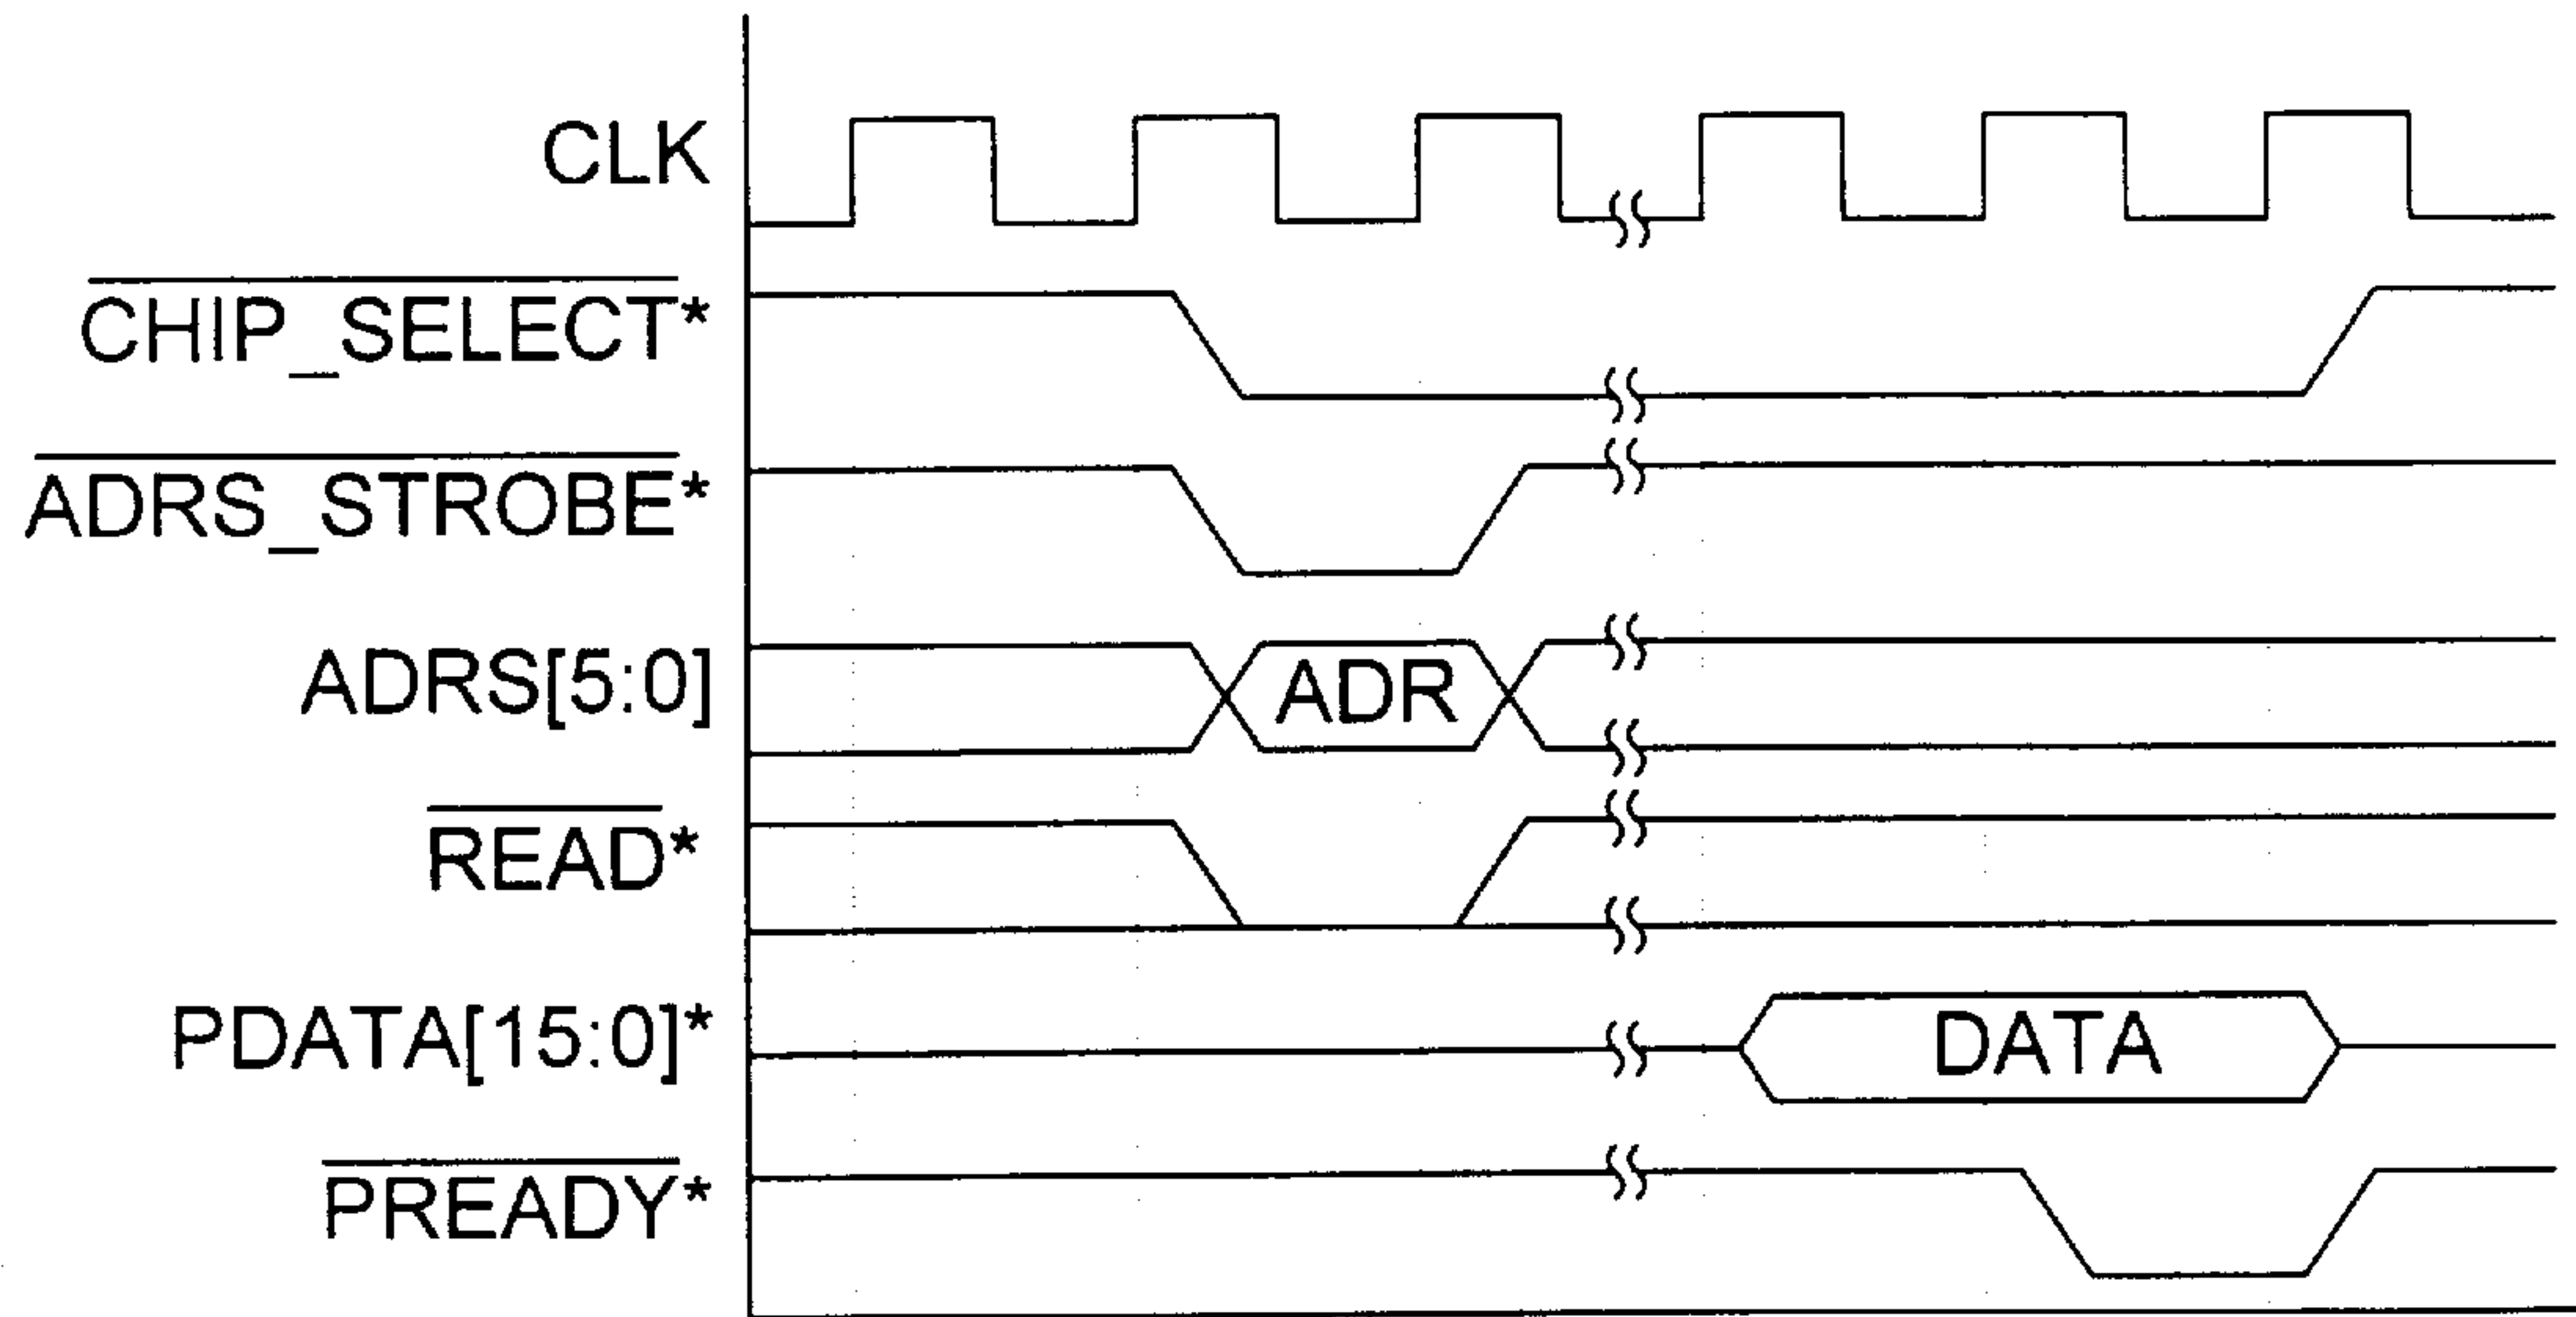 CLK
CHIP_SELECT*
ADRS_STROBE*
ADRS[5:0]
ADR
READ*
PDATA[15:0]*
DATA
PREADY*